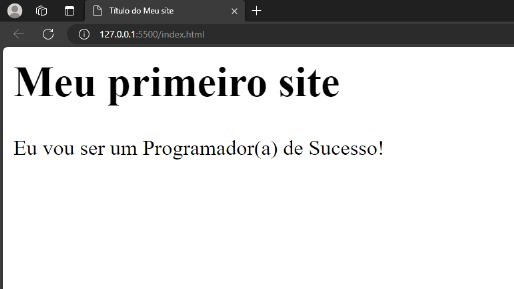 Título do Meu site
127.0.0.1:5500/index.html
Meu primeiro site
Eu vou ser um Programador(a) de Sucesso!